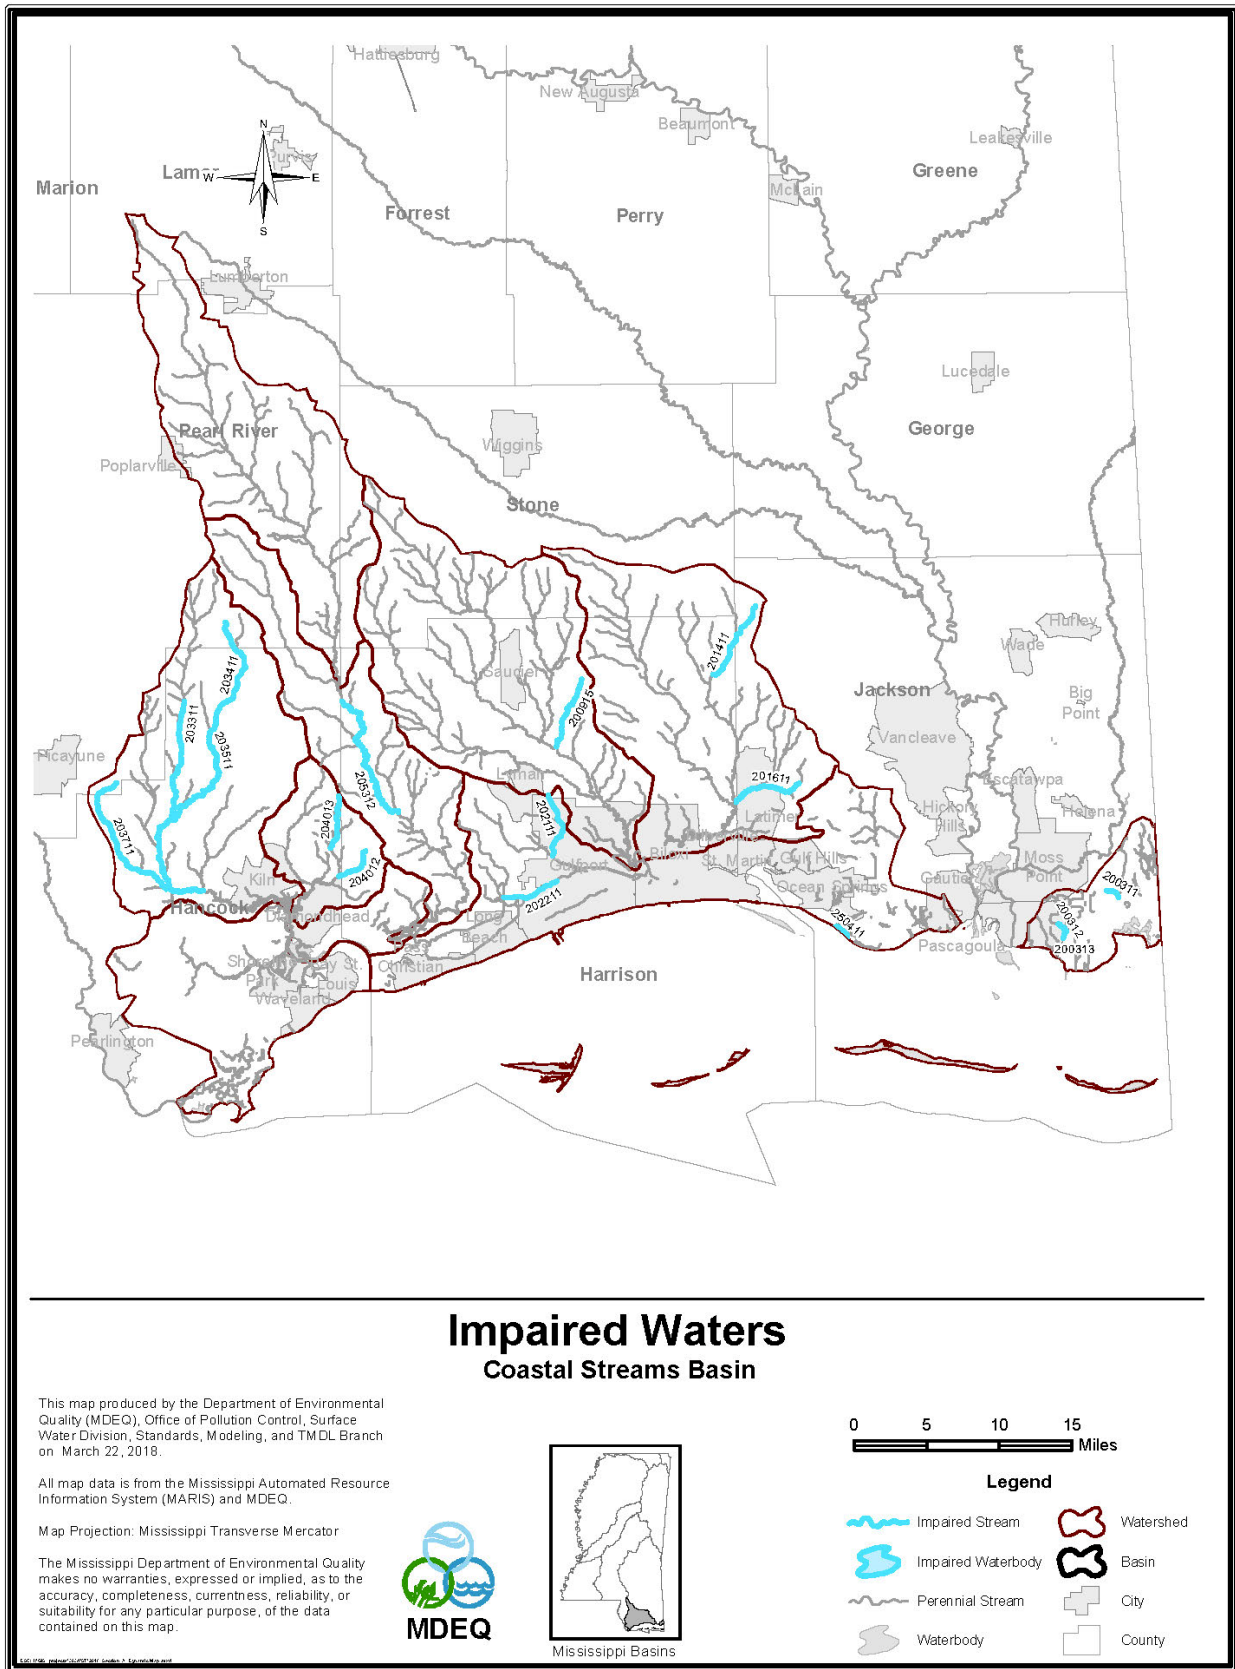 Hattiesburg
New Augusta
Beaumont
Leakesville
N
Purvis
W
E
S
Marion
Greene
McLain
Forrest
Perry
Lumberton
Lucedale
George
Pearl River
Poplarville
Wiggins
Stone
Hurley
Wade
203411
201411
Saucier
200915
203311
Jackson
Big
Point
Vancleave
Picayune
203511
205312
Lyman
201611
Escatawpa
Latimer
Hickory
Hills
Helena
203711
204013
202111
Biloxi
St. Martin
Gulf Hills
Moss
Point
Gulfport
Kiln
204012
Ocean Springs
Gautier
200311
202211
Hancock
Diamondhead
Long
Beach
250411
200312
Pascagoula
200313
Bay St.
Louis
Park
Christian
Harrison
Waveland
Pearlington
Impaired Waters
Coastal Streams Basin
This map produced by the Department of Environmental
Quality (MDEQ), Office of Pollution Control, Surface
Water Division, Standards, Modeling, and TMDL Branch
on March 22, 2018.
All map data is from the Mississippi Automated Resource
Information System (MARIS) and MDEQ.
Map Projection: Mississippi Transverse Mercator
The Mississippi Department of Environmental Quality
makes no warranties, expressed or implied, as to the
accuracy, completeness, currentness, reliability, or
suitability for any particular purpose, of the data
contained on this map.
MDEQ
Mississippi Basins
0 5 10 15
Miles
Legend
Impaired Stream
Watershed
Impaired Waterbody
Basin
Perennial Stream
City
Waterbody
County